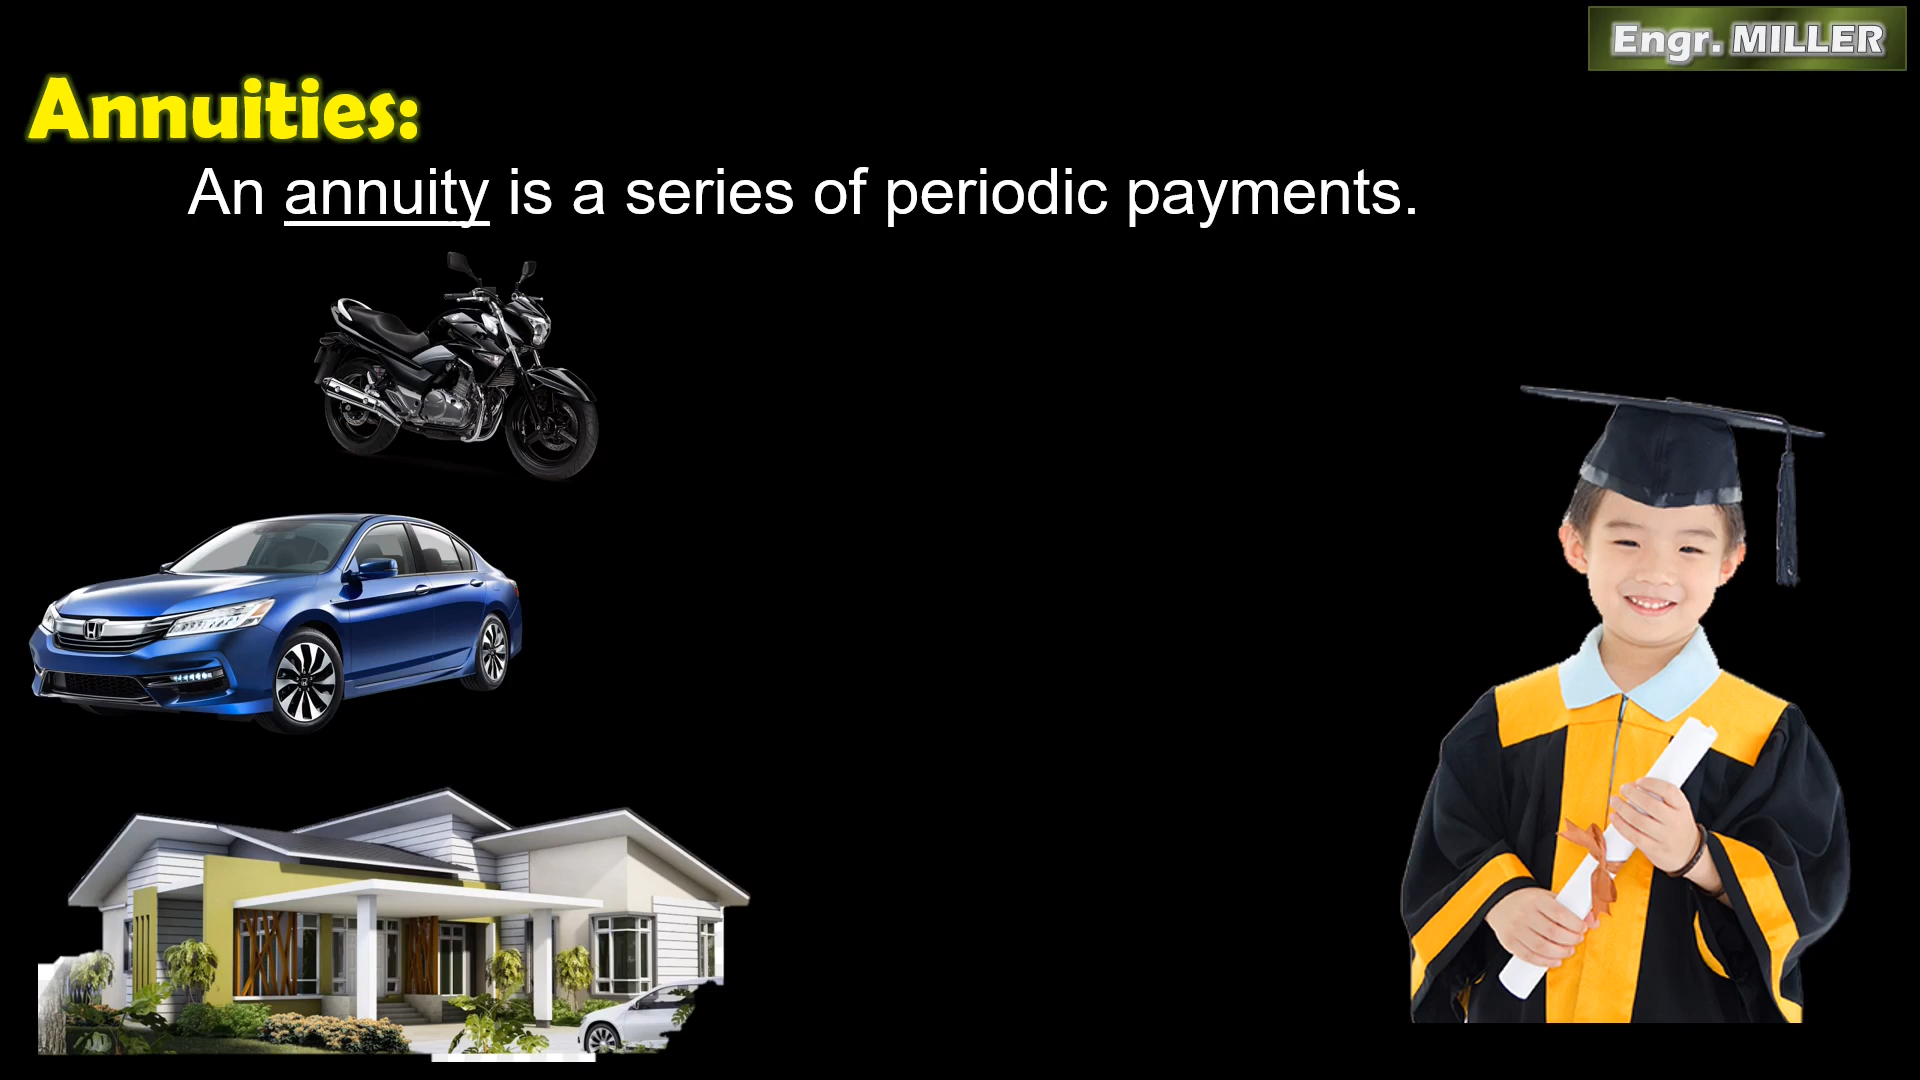 Engr. MILLER
Annuities:
An annuity is a series of periodic payments.